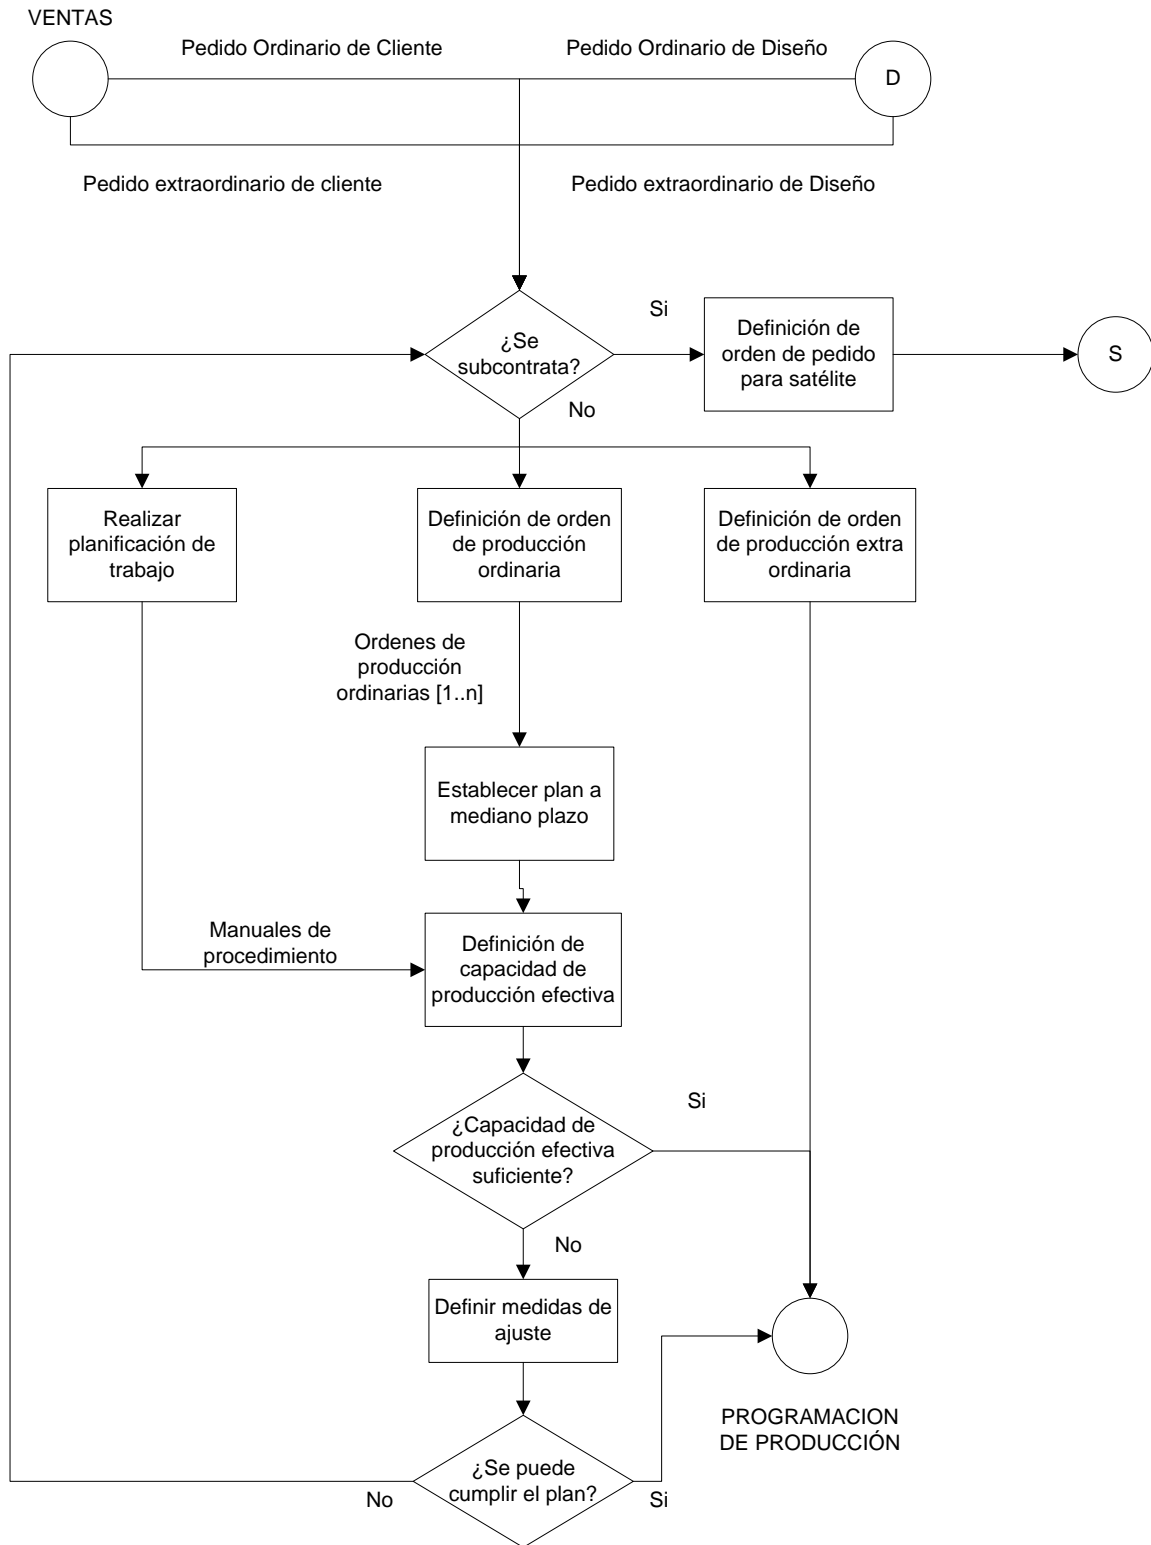 VENTAS
Pedido Ordinario de Cliente
Pedido Ordinario de Diseño
D
Pedido extraordinario de cliente
Pedido extraordinario de Diseño
¿Se
subcontrata?
Si
Definición de
orden de pedido
para satélite
S
No
Realizar
planificación de
trabajo
Definición de orden
de producción
ordinaria
Definición de orden
de producción extra
ordinaria
Ordenes de
producción
ordinarias [1..n]
Establecer plan a
mediano plazo
Manuales de
procedimiento
Definición de
capacidad de
producción efectiva
¿Capacidad de
producción efectiva
suficiente?
Si
No
Definir medidas de
ajuste
PROGRAMACION
DE PRODUCCIÓN
¿Se puede
cumplir el plan?
No
Si